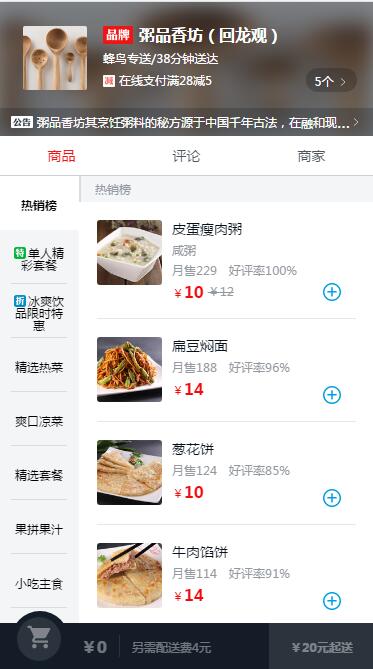 品牌 粥品香坊（回龙观）
蜂鸟专送/38分钟送达
减 在线支付满28减5
5个 >
公告 粥品香坊其烹饪粥料的秘方源于中国千年古法，在融和现... >
商品 评论 商家
热销榜
特 单人精
彩套餐
折 冰爽饮
品限时特
惠
精选热菜
爽口凉菜
精选套餐
果拼果汁
小吃主食
热销榜
皮蛋瘦肉粥
咸粥
月售229 好评率100%
￥10 ￥12
扁豆焖面
月售188 好评率96%
￥14
葱花饼
月售124 好评率85%
￥10
牛肉馅饼
月售114 好评率91%
￥14
￥0 另需配送费4元 ￥20元起送